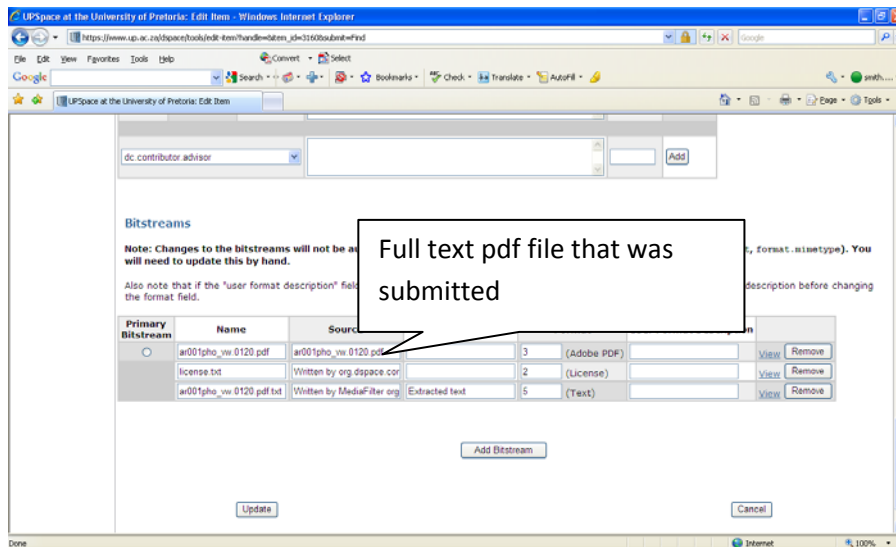 UPSpace at the University of Pretoria: Edit Item - Windows Internet Explorer
https://www.up.ac.za/dspace/tools/edit-item?handle=&item_id=3160&submit=Find
Google
File Edit View Favorites Tools Help
Convert Select
Google
Search
Bookmarks
Check
Translate
AutoFill
smith....
UPSpace at the University of Pretoria: Edit Item
Page
Tools
dc.contributor.advisor
Add
Bitstreams
Note: Changes to the bitstreams will not be au
t, format.mimetype). You
will need to update this by hand.
Also note that if the "user format description" fiel
description before changing
the format field.
Full text pdf file that was
submitted
Primary
Bitstream
Name
Sourc
n
ar001pho_vw.0120.pdf ar001pho_vw.0120.pdf 3 (Adobe PDF) View Remove
license.txt Written by org.dspace.cor 2 (License) View Remove
ar001pho_vw.0120.pdf.txt Written by MediaFilter org Extracted text 5 (Text) View Remove
Add Bitstream
Update
Cancel
Done
Internet
100%